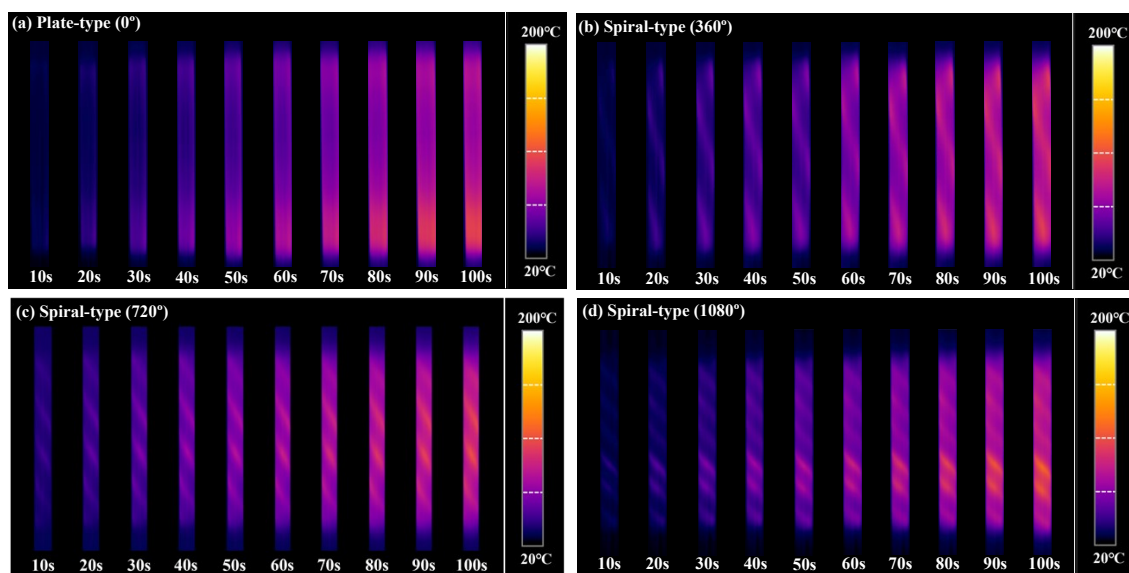 (a) Plate-type (0º)
200℃
20℃
10s 20s 30s 40s 50s 60s 70s 80s 90s 100s
(b) Spiral-type (360º)
200℃
20℃
10s 20s 30s 40s 50s 60s 70s 80s 90s 100s
(c) Spiral-type (720º)
200℃
20℃
10s 20s 30s 40s 50s 60s 70s 80s 90s 100s
(d) Spiral-type (1080º)
200℃
20℃
10s 20s 30s 40s 50s 60s 70s 80s 90s 100s